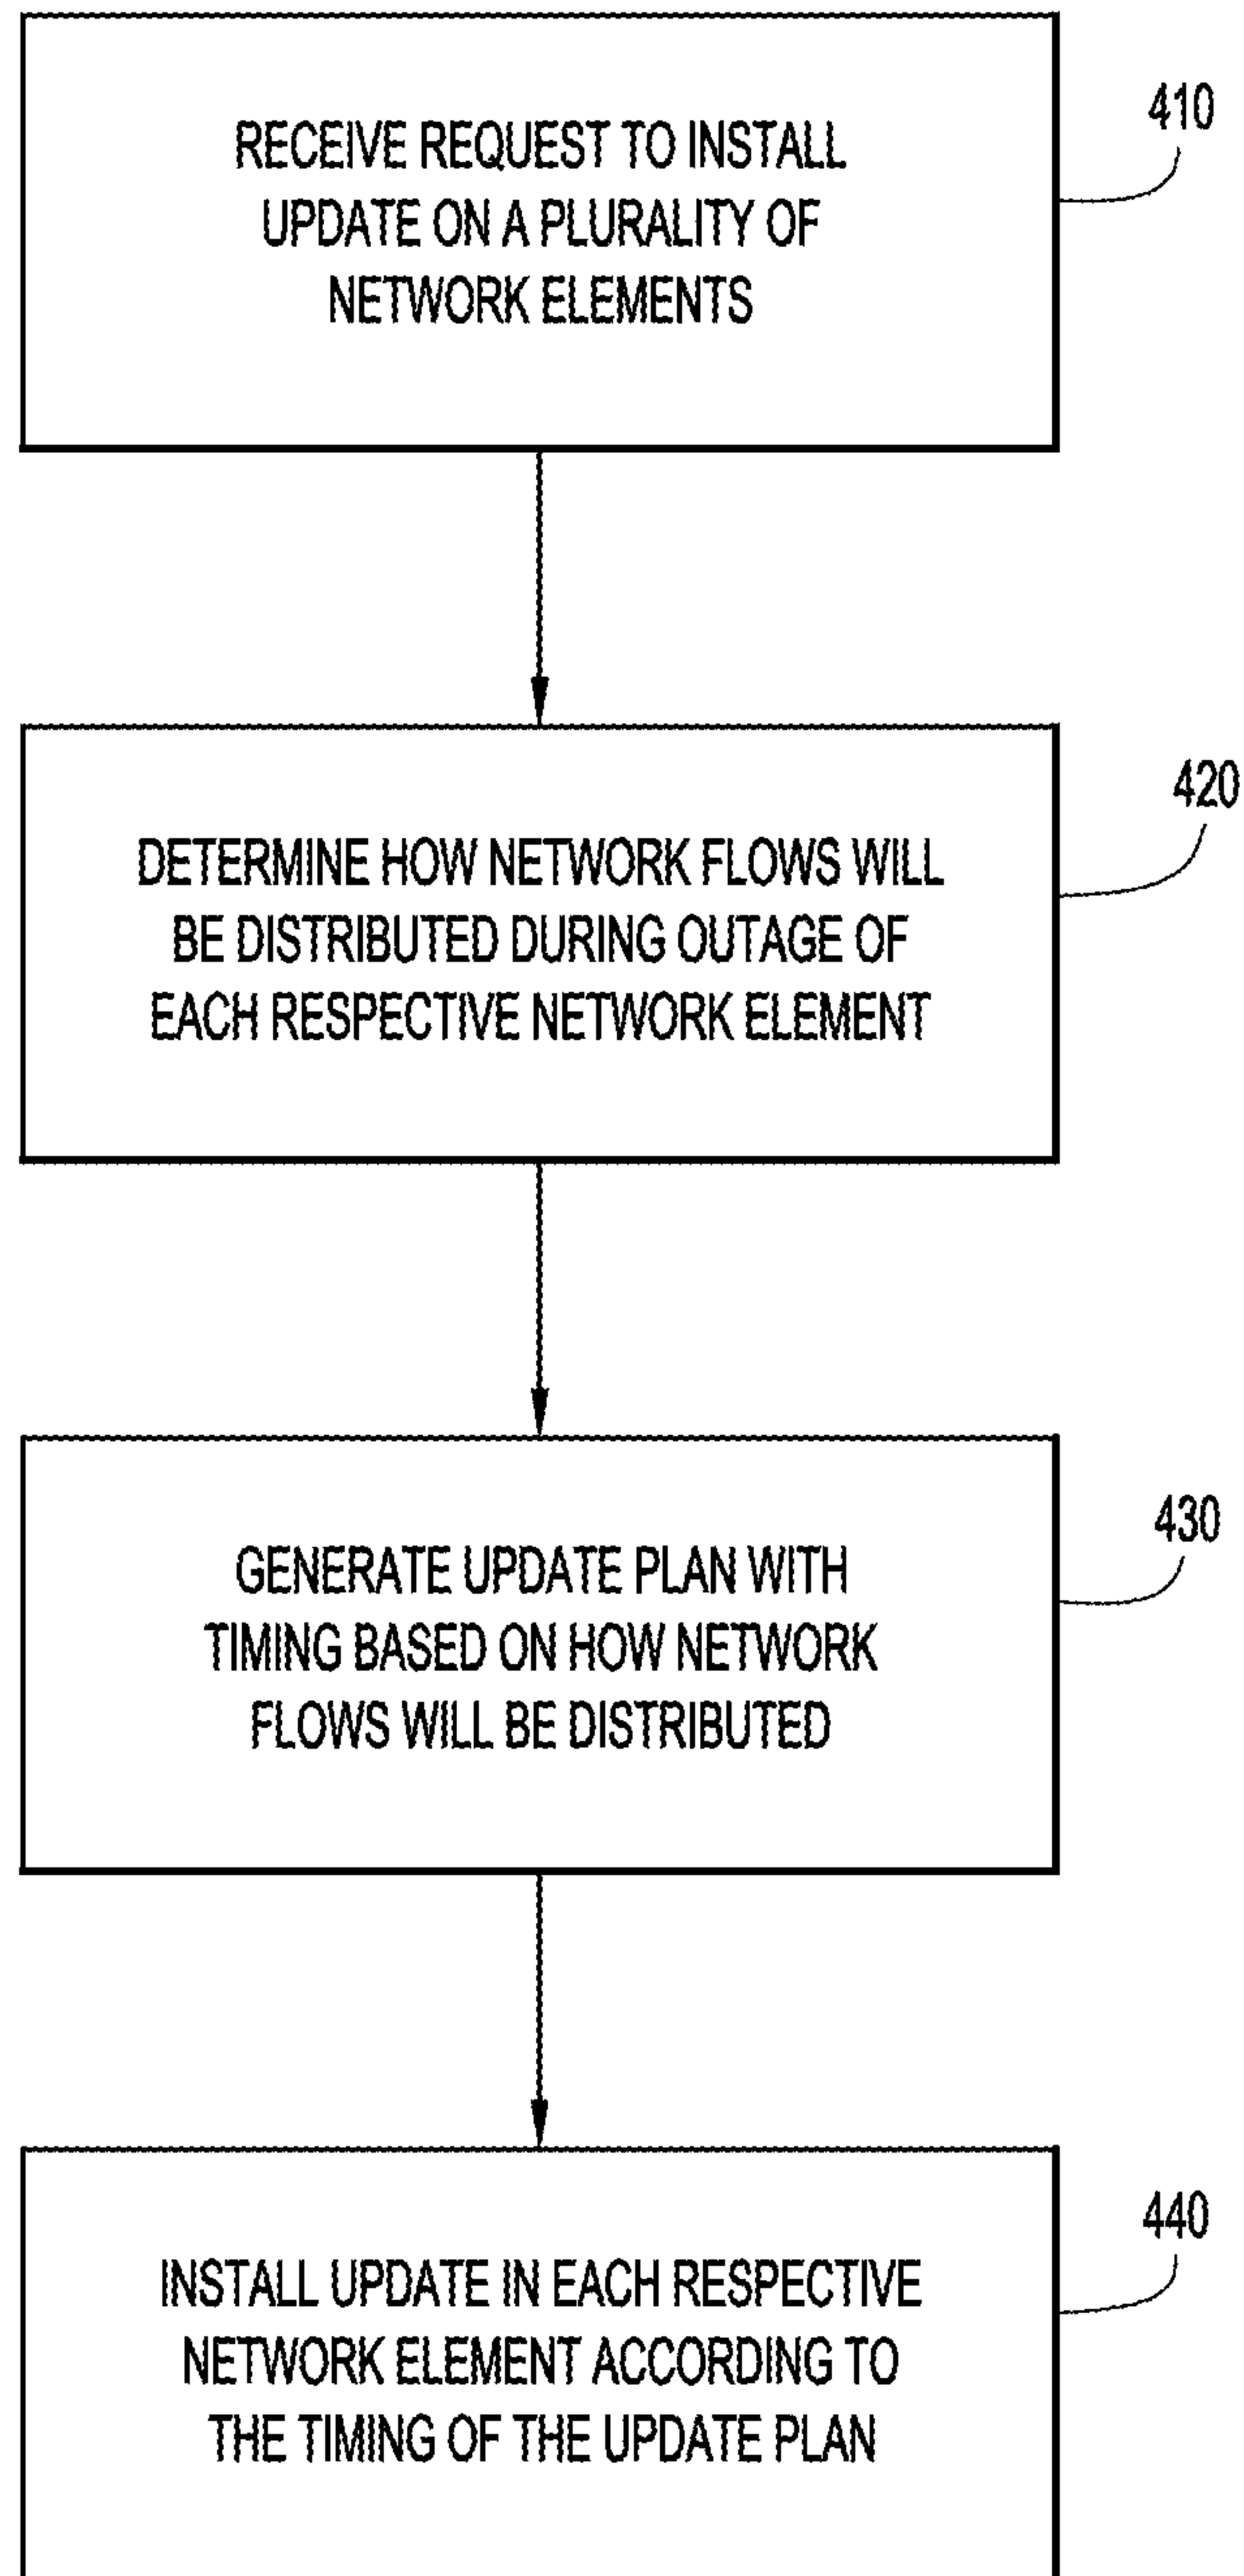 410
RECEIVE REQUEST TO INSTALL
UPDATE ON A PLURALITY OF
NETWORK ELEMENTS
420
DETERMINE HOW NETWORK FLOWS WILL
BE DISTRIBUTED DURING OUTAGE OF
EACH RESPECTIVE NETWORK ELEMENT
430
GENERATE UPDATE PLAN WITH
TIMING BASED ON HOW NETWORK
FLOWS WILL BE DISTRIBUTED
440
INSTALL UPDATE IN EACH RESPECTIVE
NETWORK ELEMENT ACCORDING TO
THE TIMING OF THE UPDATE PLAN